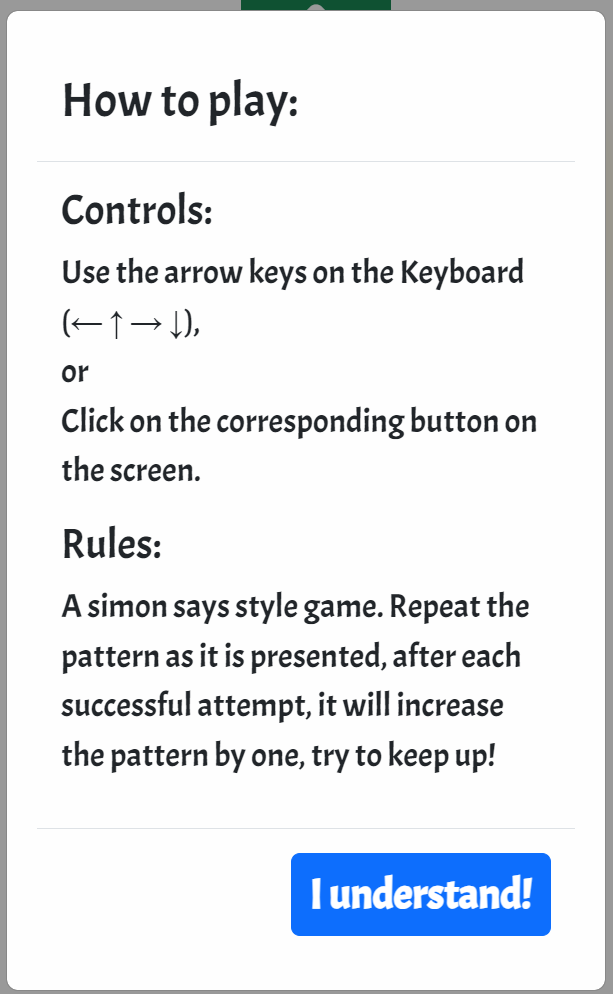 How to play:
Controls:
Use the arrow keys on the Keyboard
(← ↑ → ↓),
or
Click on the corresponding button on
the screen.
Rules:
A simon says style game. Repeat the
pattern as it is presented, after each
successful attempt, it will increase
the pattern by one, try to keep up!
I understand!